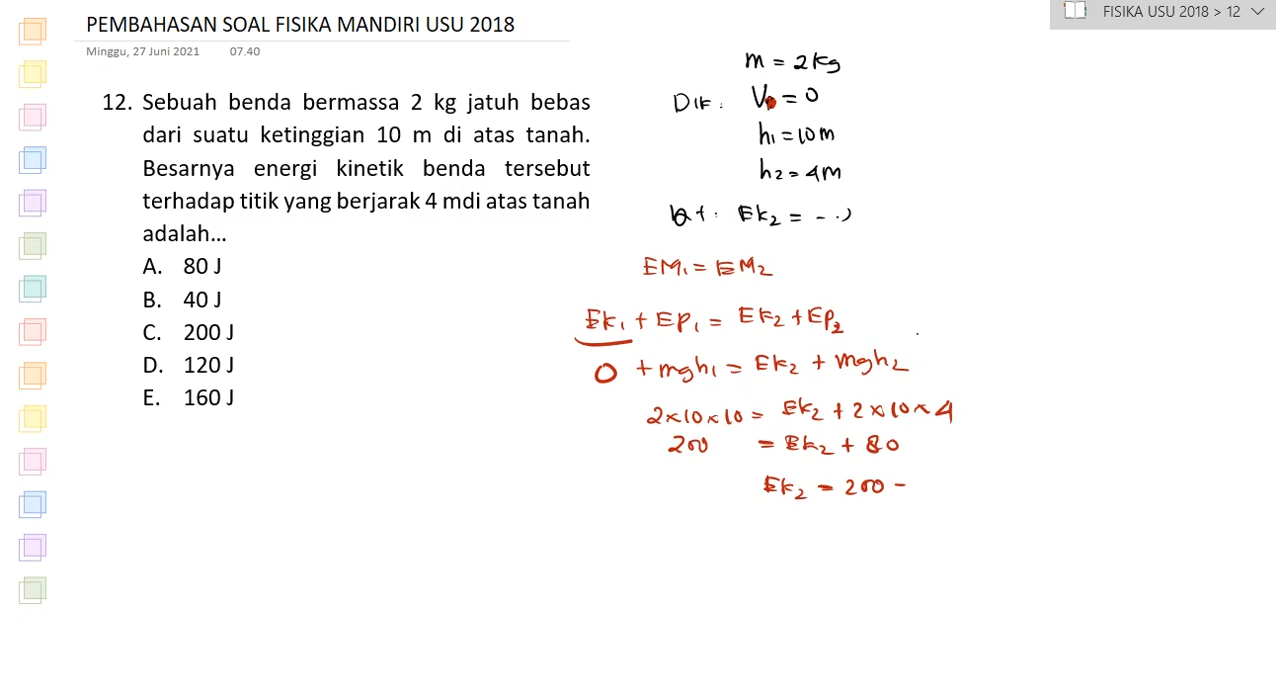 PEMBAHASAN SOAL FISIKA MANDIRI USU 2018
Minggu, 27 Juni 2021 07.40
FISIKA USU 2018 > 12
12. Sebuah benda bermassa 2 kg jatuh bebas
dari suatu ketinggian 10 m di atas tanah.
Besarnya energi kinetik benda tersebut
terhadap titik yang berjarak 4 mdi atas tanah
adalah...
A. 80 J
B. 40 J
C. 200 J
D. 120 J
E. 160 J
m = 2 kg
Dik: V₀ = 0
h₁ = 10 m
h₂ = 4 m
Dit: Ek₂ = ...
EM₁ = EM₂
Ek₁ + EP₁ = Ek₂ + EP₂
0 + mgh₁ = Ek₂ + mgh₂
2 × 10 × 10 = Ek₂ + 2 × 10 × 4
200 = Ek₂ + 80
Ek₂ = 200 -